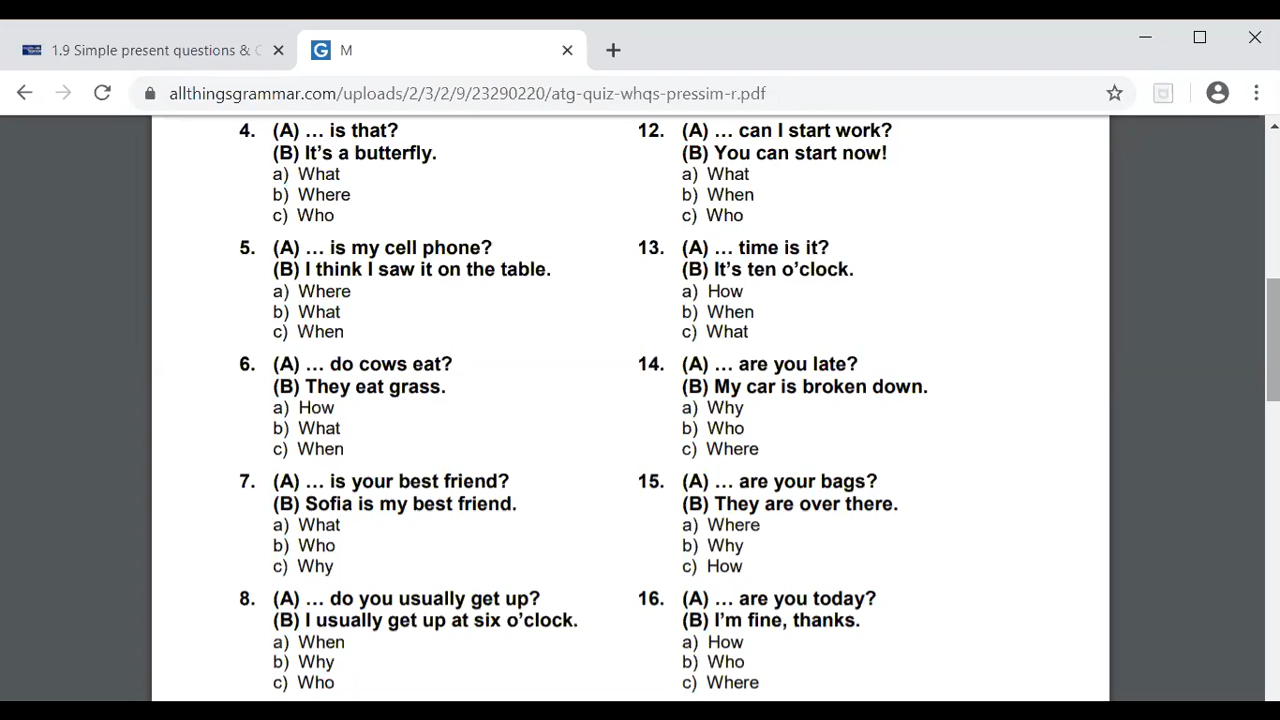 1.9 Simple present questions & C
M
allthingsgrammar.com/uploads/2/3/2/9/23290220/atg-quiz-whqs-pressim-r.pdf
4. (A) … is that?
(B) It’s a butterfly.
a) What
b) Where
c) Who
5. (A) … is my cell phone?
(B) I think I saw it on the table.
a) Where
b) What
c) When
6. (A) … do cows eat?
(B) They eat grass.
a) How
b) What
c) When
7. (A) … is your best friend?
(B) Sofia is my best friend.
a) What
b) Who
c) Why
8. (A) … do you usually get up?
(B) I usually get up at six o’clock.
a) When
b) Why
c) Who
12. (A) … can I start work?
(B) You can start now!
a) What
b) When
c) Who
13. (A) … time is it?
(B) It’s ten o’clock.
a) How
b) When
c) What
14. (A) … are you late?
(B) My car is broken down.
a) Why
b) Who
c) Where
15. (A) … are your bags?
(B) They are over there.
a) Where
b) Why
c) How
16. (A) … are you today?
(B) I’m fine, thanks.
a) How
b) Who
c) Where